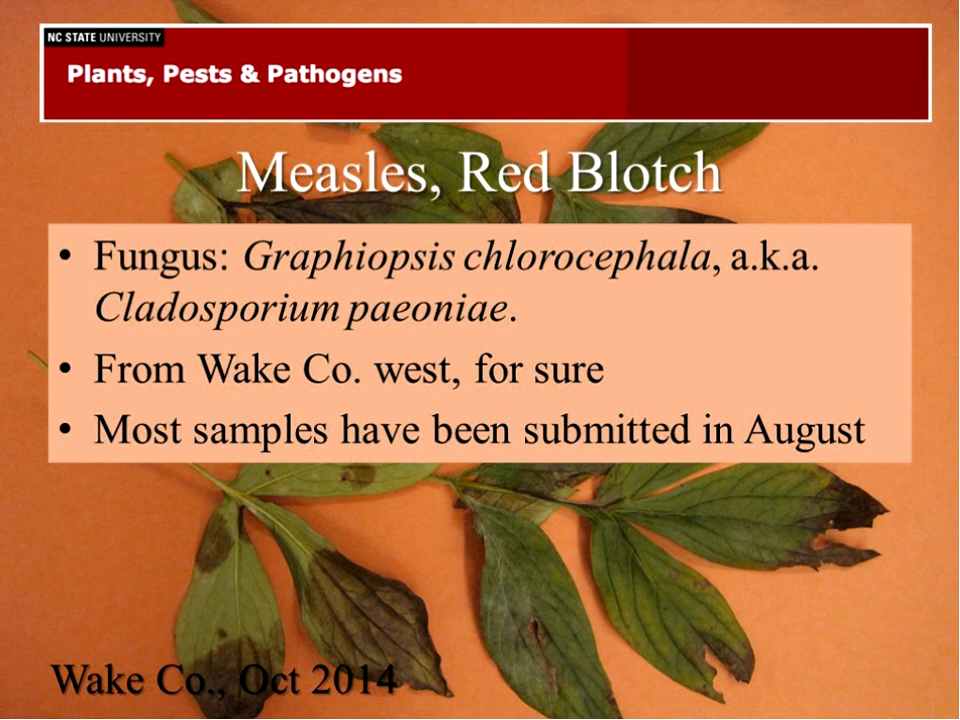 NC STATE UNIVERSITY
Plants, Pests & Pathogens
Measles, Red Blotch
• Fungus: Graphiopsis chlorocephala, a.k.a.
Cladosporium paeoniae.
• From Wake Co. west, for sure
• Most samples have been submitted in August
Wake Co., Oct 2014